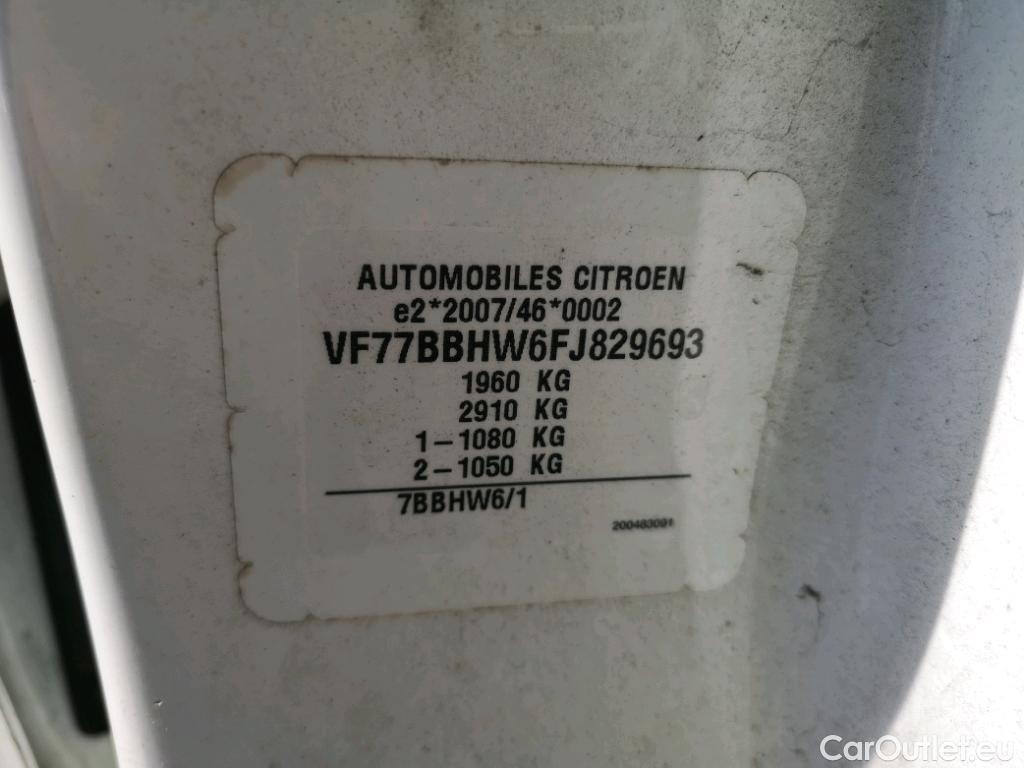 AUTOMOBILES CITROEN
e2*2007/46*0002
VF77BBHW6FJ829693
1960 KG
2910 KG
1-1080 KG
2-1050 KG
7BBHW6/1
200483091
CarOutlet.eu